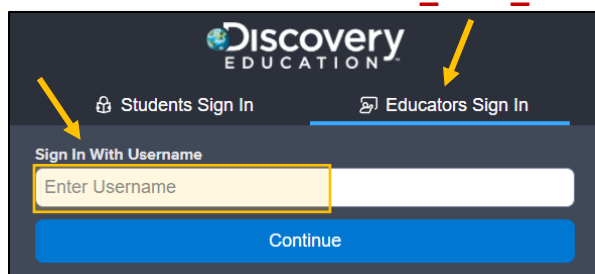 Discovery
EDUCATION
Students Sign In
Educators Sign In
Sign In With Username
Enter Username
Continue